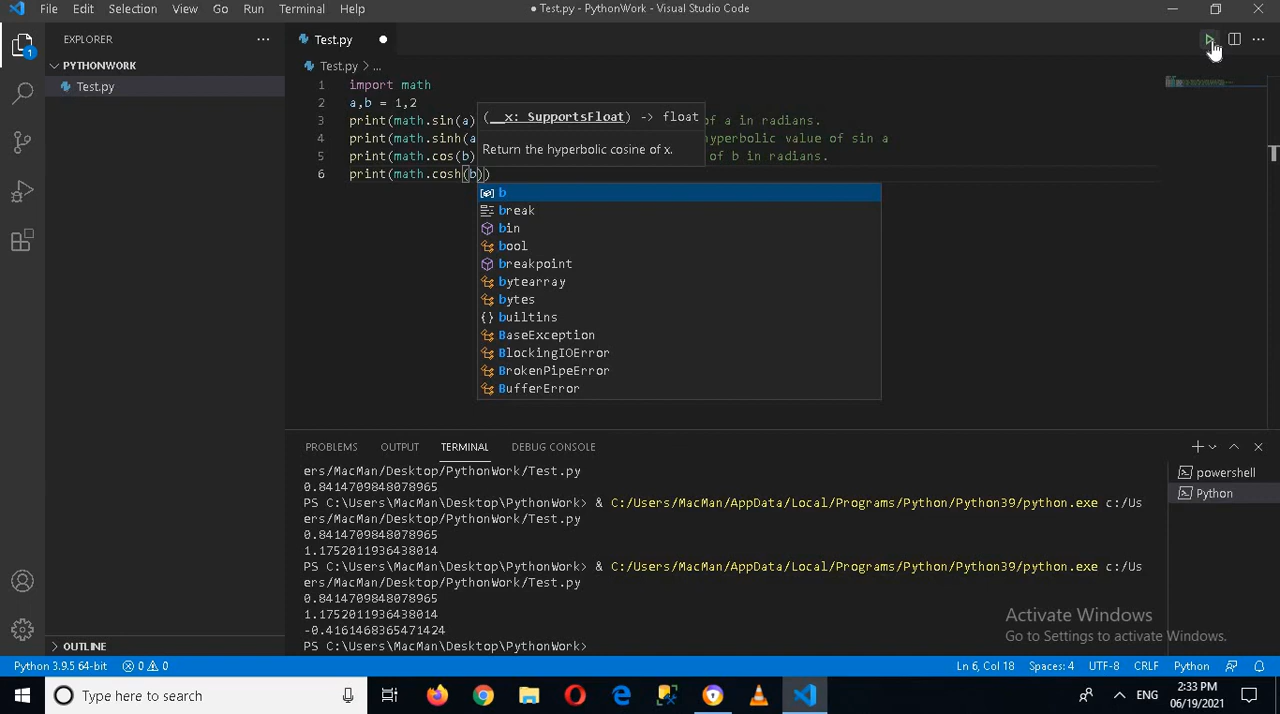 File Edit Selection View Go Run Terminal Help
● Test.py - PythonWork - Visual Studio Code
EXPLORER
Test.py
PYTHONWORK
Test.py > ...
Test.py
1
1 import math
2 a,b = 1,2
3 print(math.sin(a) of a in radians.
4 print(math.sinh(a hyperbolic value of sin a
5 print(math.cos(b) of b in radians.
6 print(math.cosh(b))
(__x: SupportsFloat) -> float
Return the hyperbolic cosine of x.
b
break
bin
bool
breakpoint
bytearray
bytes
builtins
BaseException
BlockingIOError
BrokenPipeError
BufferError
PROBLEMS OUTPUT TERMINAL DEBUG CONSOLE
ers/MacMan/Desktop/PythonWork/Test.py
0.8414709848078965
PS C:\Users\MacMan\Desktop\PythonWork> & C:/Users/MacMan/AppData/Local/Programs/Python/Python39/python.exe c:/Us
ers/MacMan/Desktop/PythonWork/Test.py
0.8414709848078965
1.1752011936438014
PS C:\Users\MacMan\Desktop\PythonWork> & C:/Users/MacMan/AppData/Local/Programs/Python/Python39/python.exe c:/Us
ers/MacMan/Desktop/PythonWork/Test.py
0.8414709848078965
1.1752011936438014
-0.4161468365471424
PS C:\Users\MacMan\Desktop\PythonWork>
powershell
Python
Activate Windows
Go to Settings to activate Windows.
OUTLINE
Python 3.9.5 64-bit 0 0 Ln 6, Col 18 Spaces: 4 UTF-8 CRLF Python
Type here to search
ENG
2:33 PM
06/19/2021